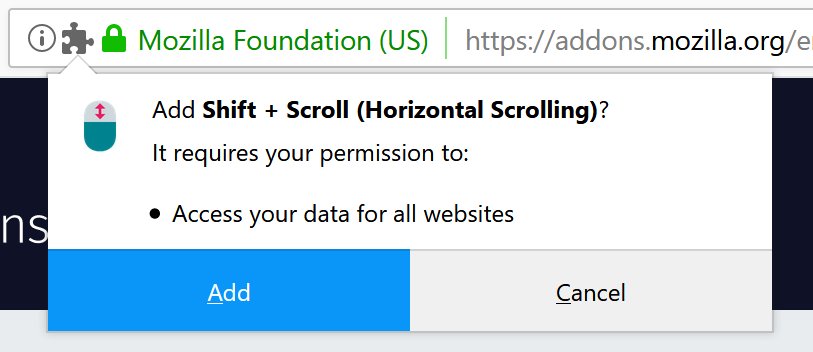 Mozilla Foundation (US) https://addons.mozilla.org/e
ns
Add Shift + Scroll (Horizontal Scrolling)?
It requires your permission to:
• Access your data for all websites
Add Cancel